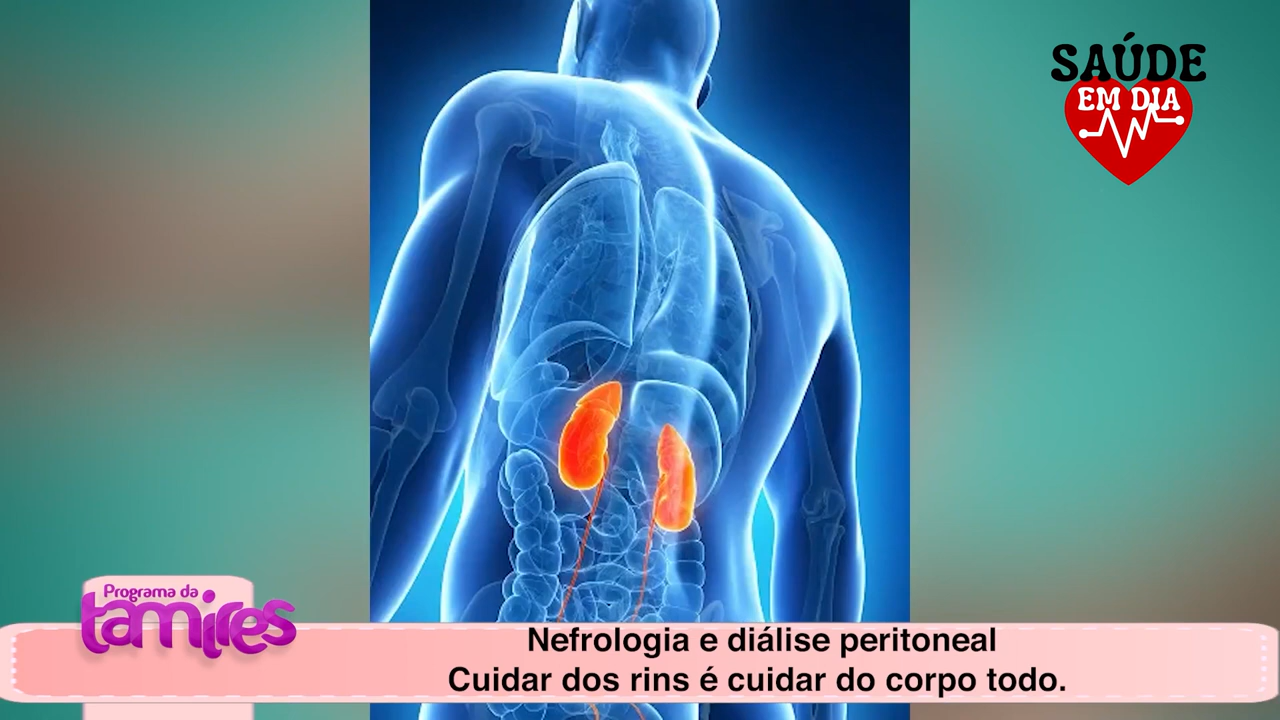 SAÚDE
EM DIA
Programa da
tamires
Nefrologia e diálise peritoneal
Cuidar dos rins é cuidar do corpo todo.